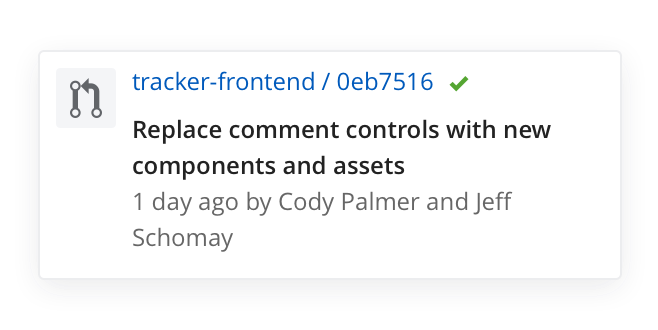 tracker-frontend / 0eb7516
Replace comment controls with new
components and assets
1 day ago by Cody Palmer and Jeff
Schomay